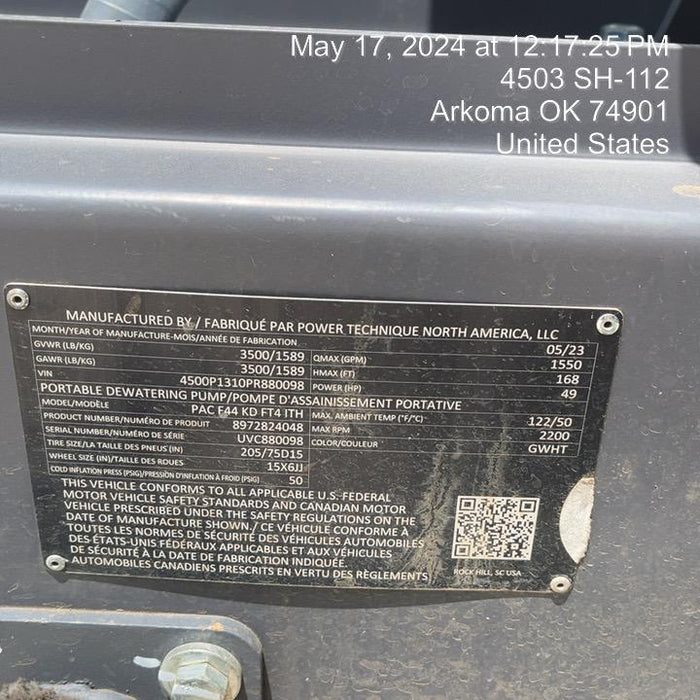 May 17, 2024 at 12:17:25 PM
4503 SH-112
Arkoma OK 74901
United States
MANUFACTURED BY / FABRIQUÉ PAR POWER TECHNIQUE NORTH AMERICA, LLC
MONTH/YEAR OF MANUFACTURE-MOIS/ANNÉE DE FABRICATION 05/23
GVWR (LB/KG) 3500/1589 QMAX (GPM) 1550
GAWR (LB/KG) 3500/1589 HMAX (FT) 168
VIN 4500P1310PR880098 POWER (HP) 49
PORTABLE DEWATERING PUMP/POMPE D'ASSAINISSEMENT PORTATIVE
MODEL/MODÈLE PAC F44 KD FT4 ITH MAX. AMBIENT TEMP (°F/°C) 122/50
PRODUCT NUMBER/NUMÉRO DE PRODUIT 8972824048 MAX RPM 2200
SERIAL NUMBER/NUMÉRO DE SÉRIE UVC880098 COLOR/COULEUR GWHT
TIRE SIZE/LA TAILLE DES PNEUS (IN) 205/75D15
WHEEL SIZE (IN)/TAILLE DES ROUES 15X6JJ
COLD INFLATION PRESS (PSIG)/PRESSION D'INFLATION À FROID (PSIG) 50
THIS VEHICLE CONFORMS TO ALL APPLICABLE U.S. FEDERAL
MOTOR VEHICLE SAFETY STANDARDS AND CANADIAN MOTOR
VEHICLE PRESCRIBED UNDER THE SAFETY REGULATIONS ON THE
DATE OF MANUFACTURE SHOWN./ CE VÉHICULE CONFORME À
TOUTES LES NORMES DE SÉCURITÉ DES VÉHICULES AUTOMOBILES
DES ÉTATS-UNIS FÉDÉRAUX APPLICABLES ET AUX VÉHICULES
DE SÉCURITÉ À LA DATE DE FABRICATION INDIQUÉE.
AUTOMOBILES CANADIENS PRESCRITS EN VERTU DES RÈGLEMENTS
ROCK HILL, SC USA